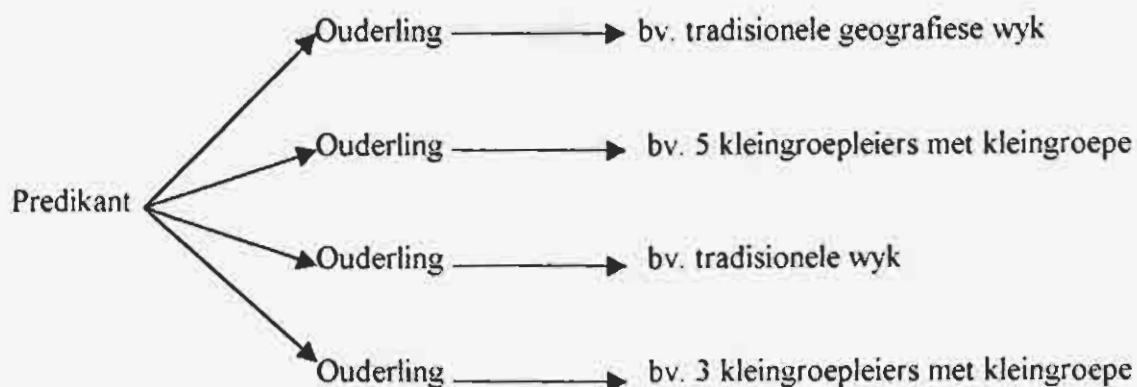 Ouderling bv. tradisionele geografiese wyk
Ouderling bv. 5 kleingroepleiers met kleingroepe
Predikant
Ouderling bv. tradisionele wyk
Ouderling bv. 3 kleingroepleiers met kleingroepe